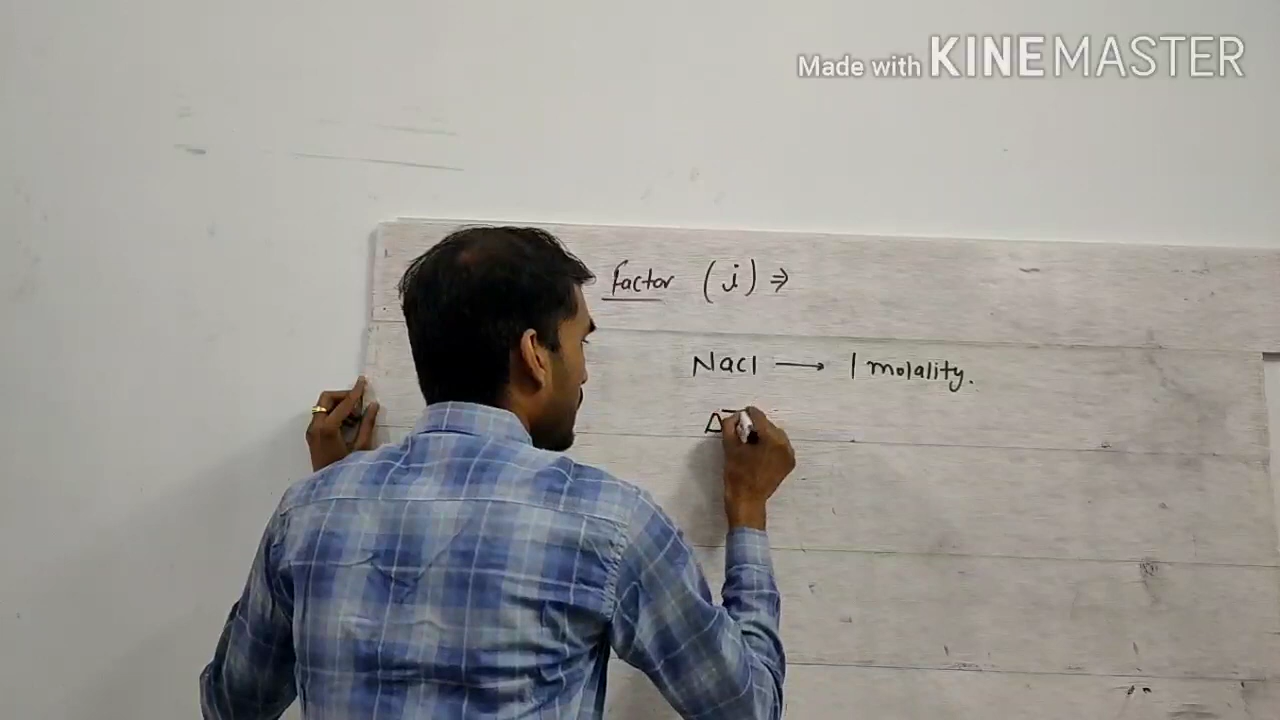 Made with KINEMASTER
Factor (i) ⇒
NaCl ⟶ 1 molality.
Δ